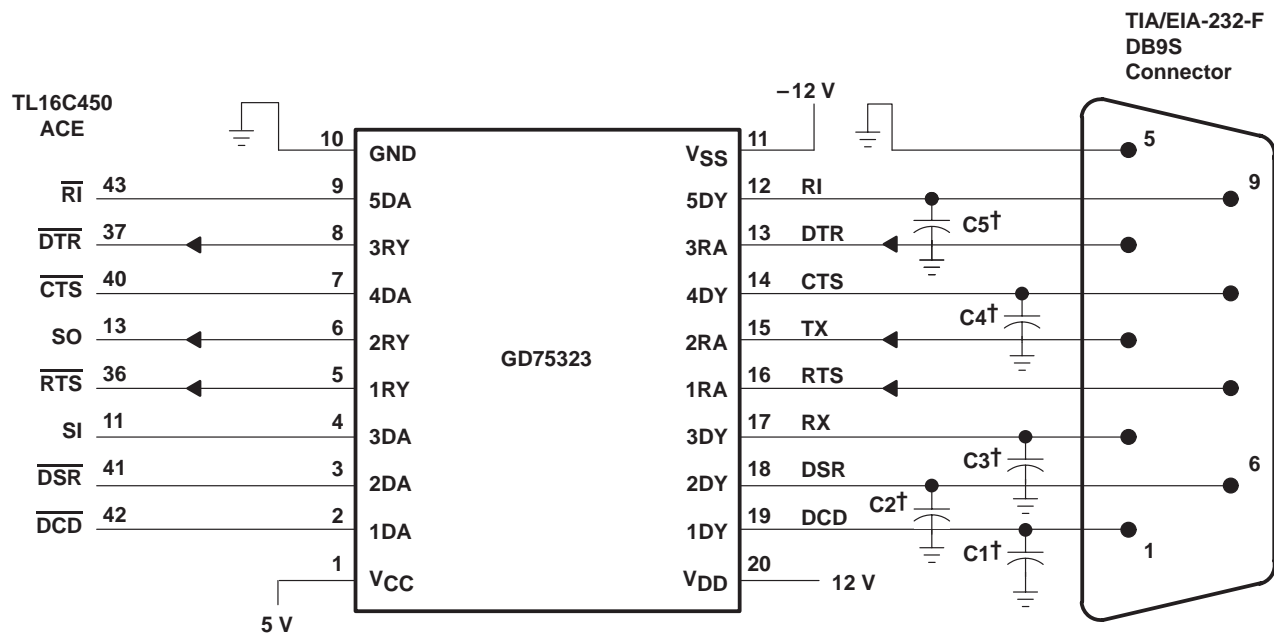 TIA/EIA-232-F
DB9S
Connector
TL16C450
ACE
–12 V
10 GND VSS 11 5
RI 43 9 5DA 5DY 12 RI 9
C5†
DTR 37 8 3RY 3RA 13 DTR
CTS 40 7 4DA 4DY 14 CTS
C4†
SO 13 6 2RY 2RA 15 TX
GD75323
RTS 36 5 1RY 1RA 16 RTS
SI 11 4 3DA 3DY 17 RX
C3†
DSR 41 3 2DA 2DY 18 DSR 6
C2†
DCD 42 2 1DA 1DY 19 DCD 1
C1†
1 VCC VDD 20 12 V
5 V